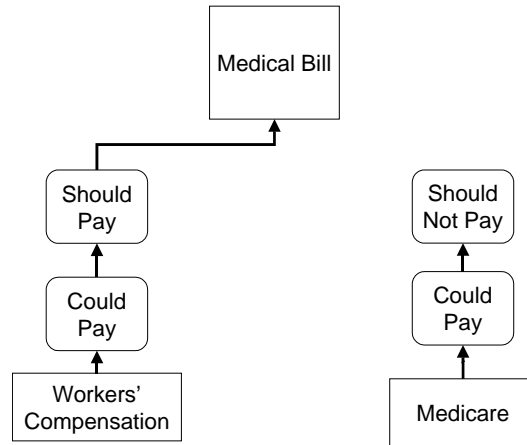 Medical Bill
Should
Pay
Should
Not Pay
Could
Pay
Could
Pay
Workers’
Compensation
Medicare